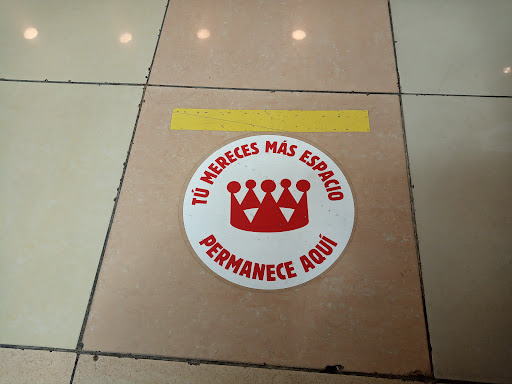 TÚ MERECES MÁS ESPACIO
PERMANECE AQUÍ